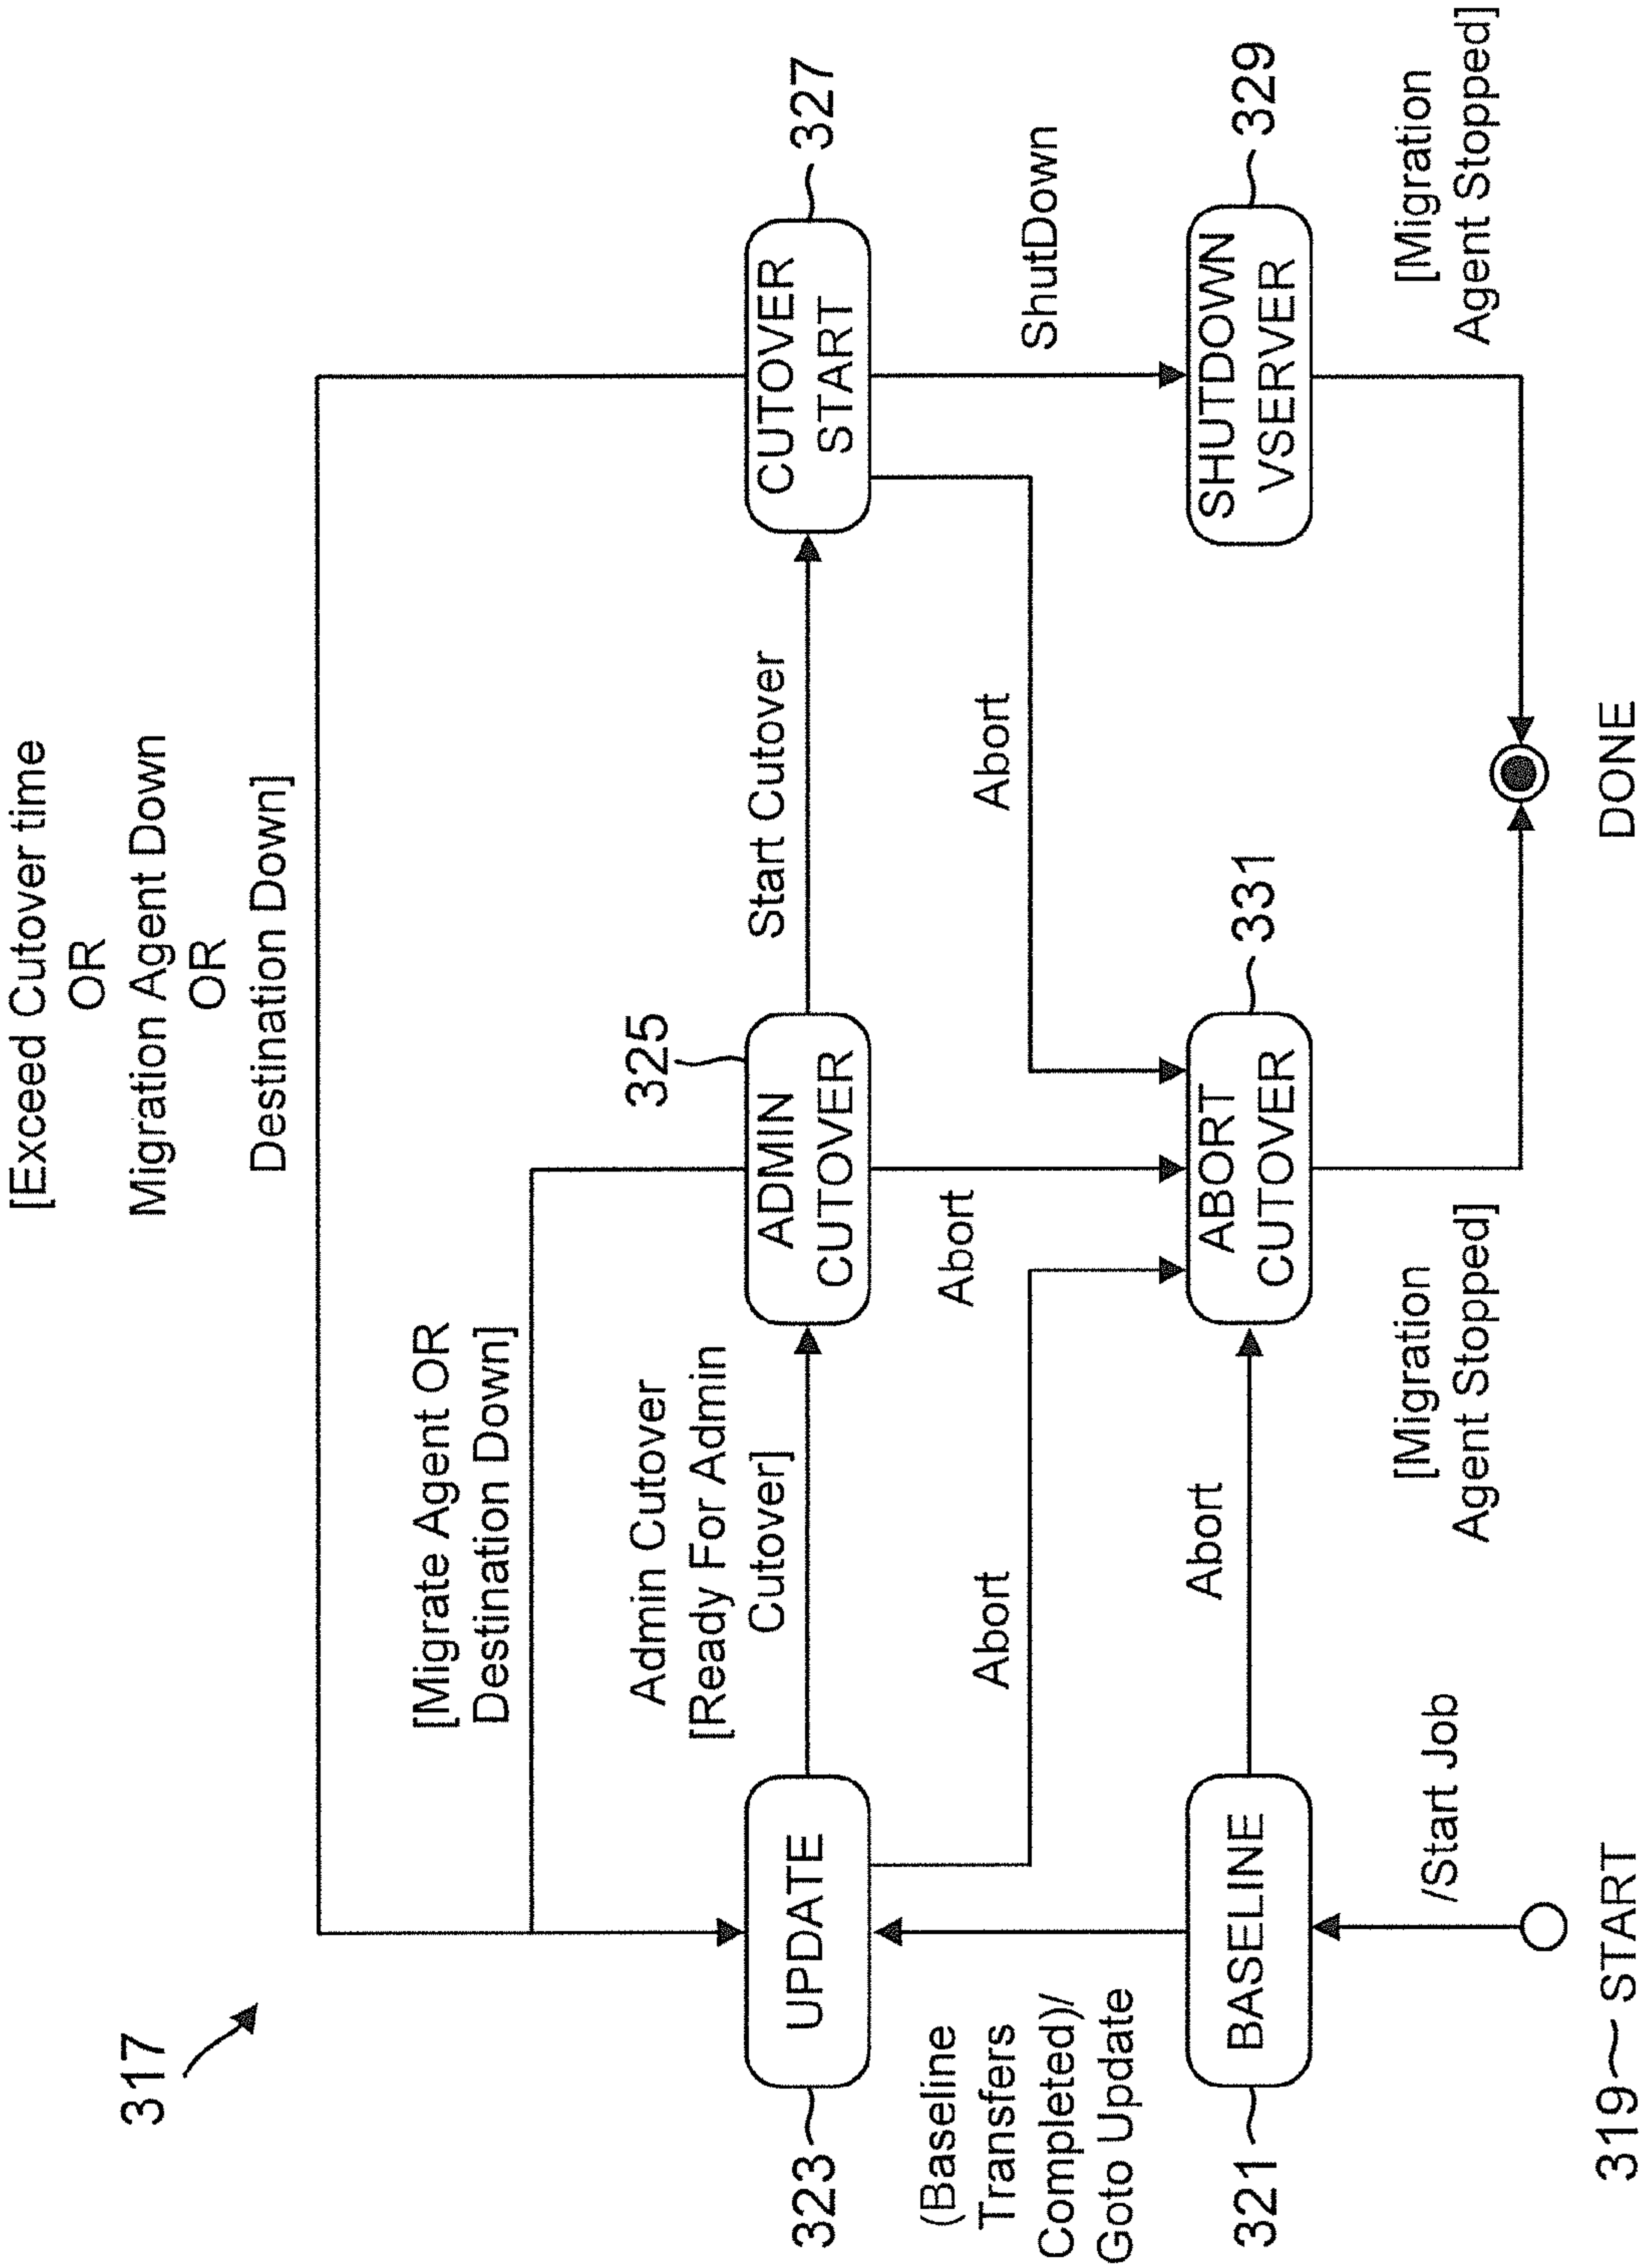 317
[Exceed Cutover time
OR
Migration Agent Down
OR
Destination Down]
[Migrate Agent OR
Destination Down]
325
Admin Cutover
[Ready For Admin
Cutover]
Start Cutover
323
UPDATE
ADMIN
CUTOVER
CUTOVER
START
327
(Baseline
Transfers
Completed)/
Goto Update
Abort
Abort
Abort
ShutDown
321
BASELINE
Abort
ABORT
CUTOVER
331
SHUTDOWN
VSERVER
329
/Start Job
[Migration
Agent Stopped]
[Migration
Agent Stopped]
319
START
DONE